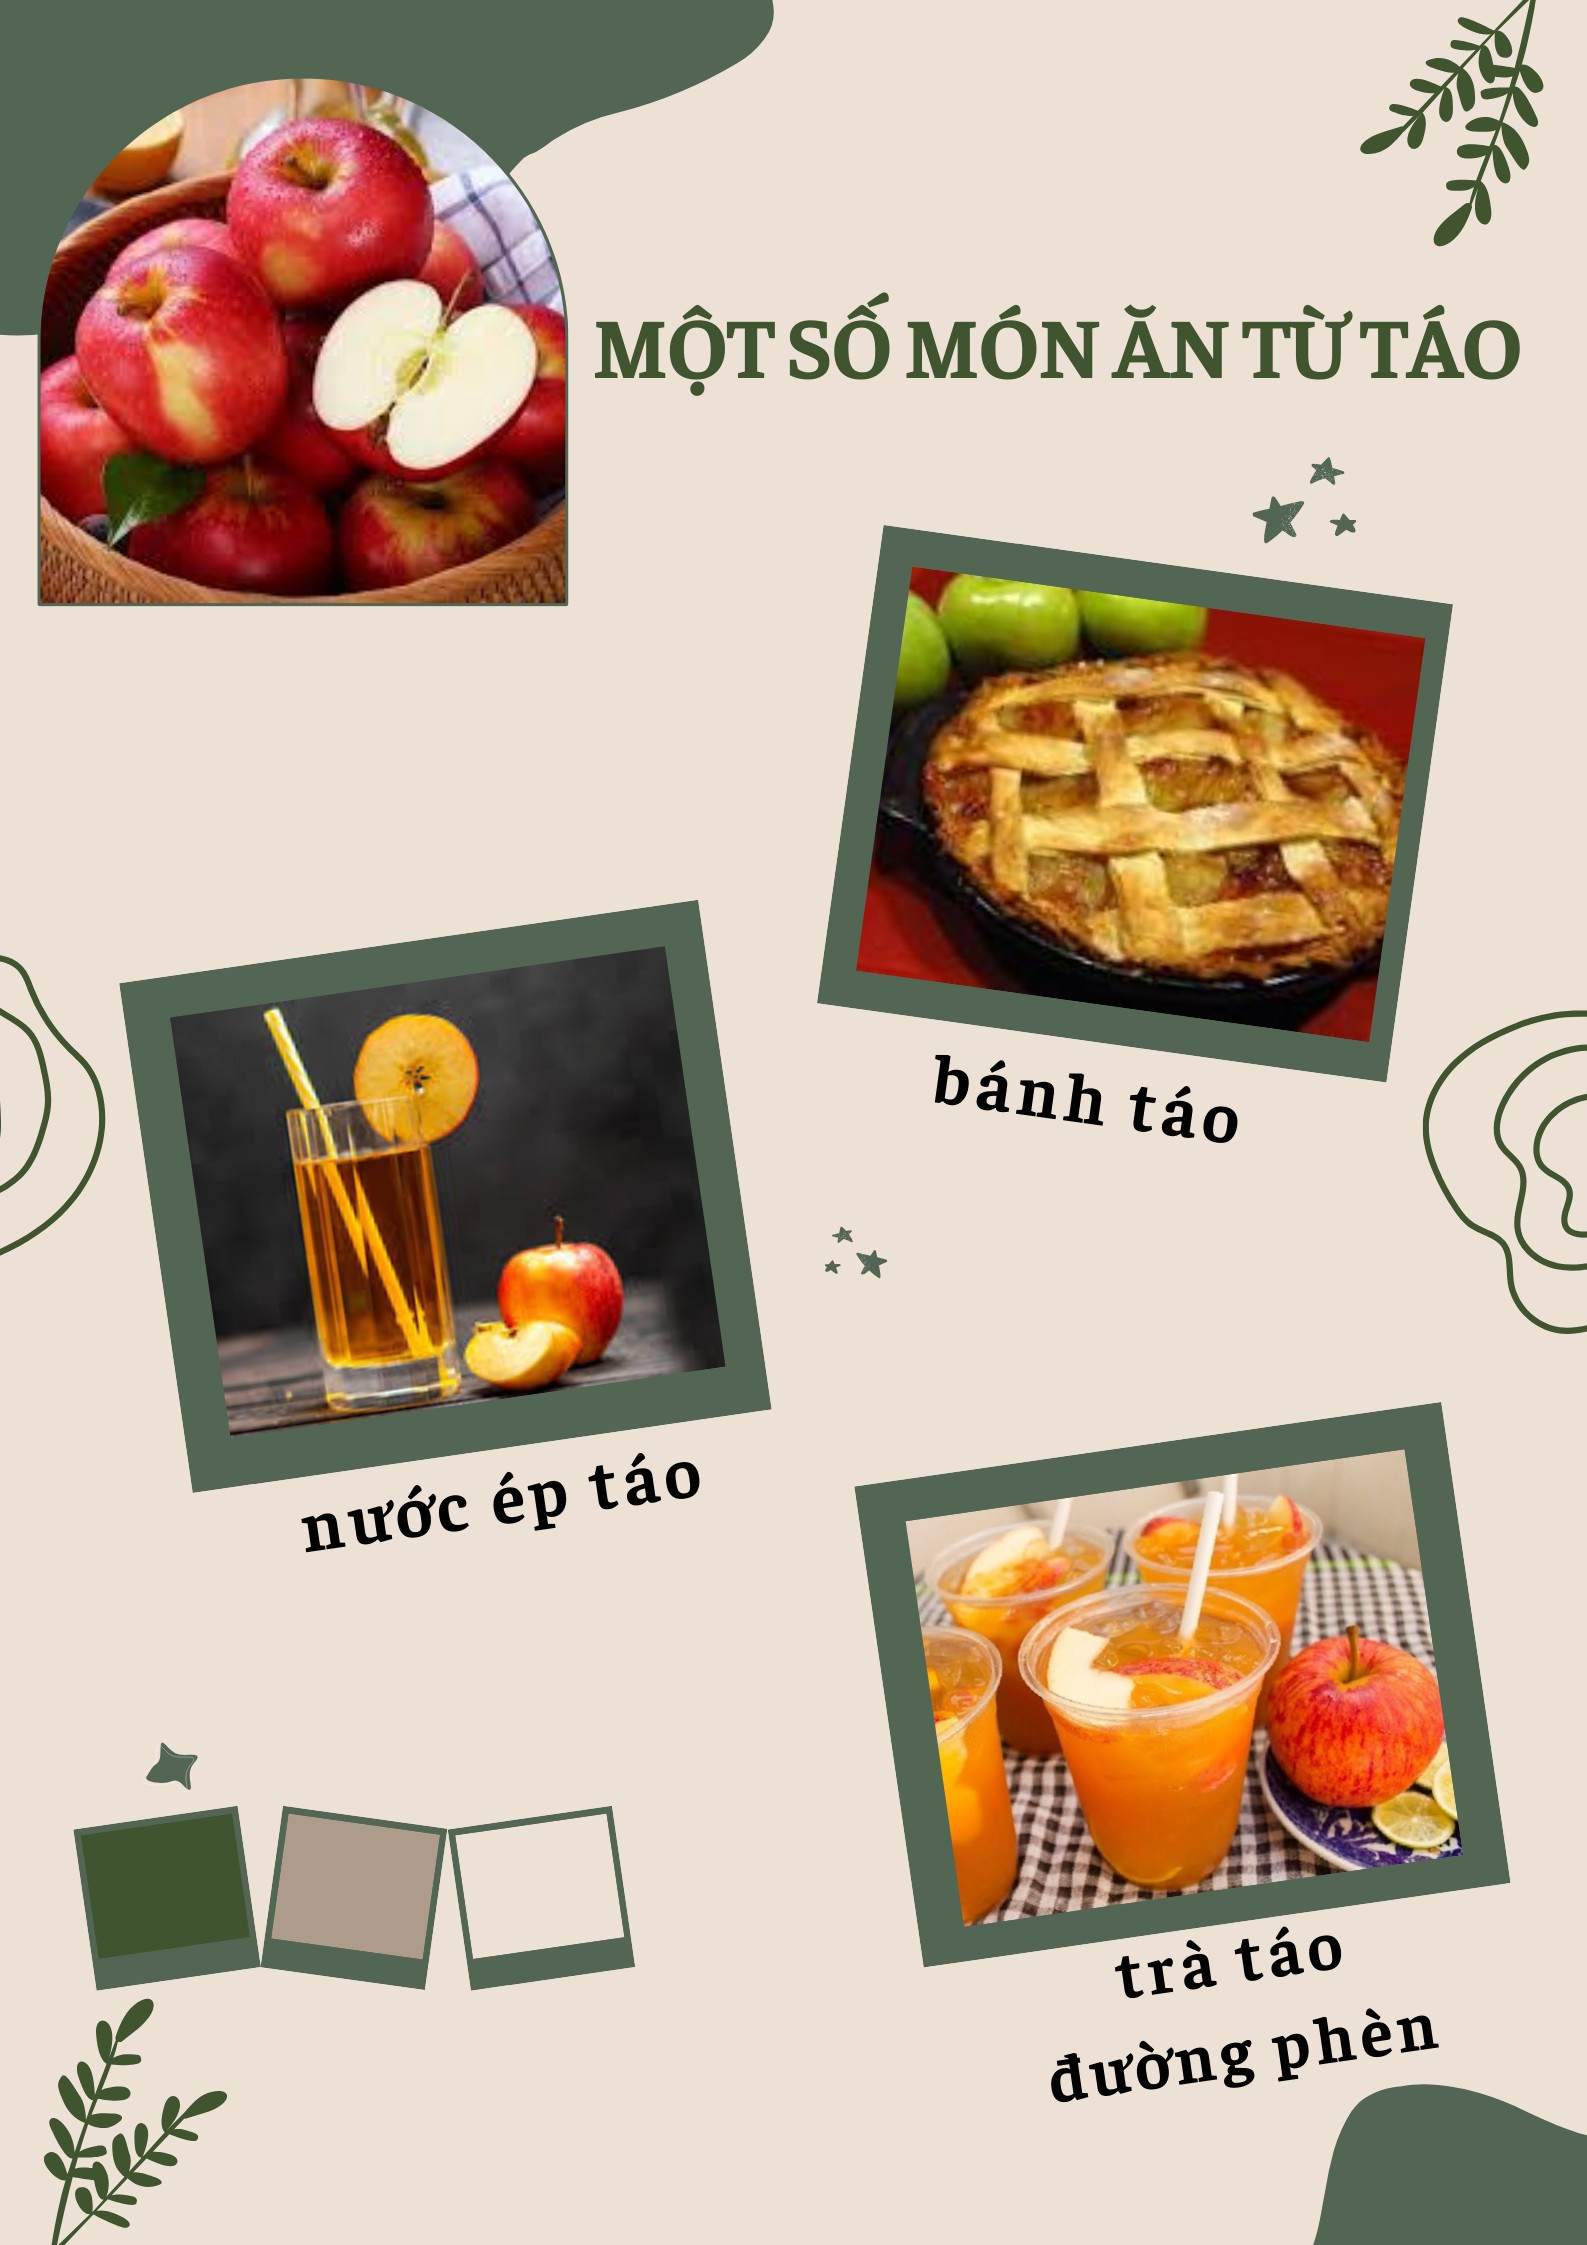 MỘT SỐ MÓN ĂN TỪ TÁO
bánh táo
nước ép táo
trà táo
đường phèn